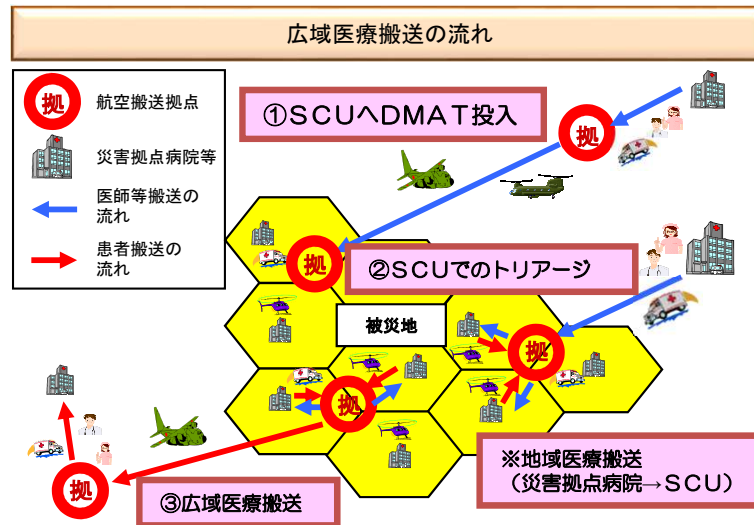 広域医療搬送の流れ
拠
航空搬送拠点
災害拠点病院等
医師等搬送の
流れ
患者搬送の
流れ
①ＳＣＵへＤＭＡＴ投入
拠
拠
②ＳＣＵでのトリアージ
被災地
拠
拠
拠
③広域医療搬送
※地域医療搬送
（災害拠点病院→ＳＣＵ）